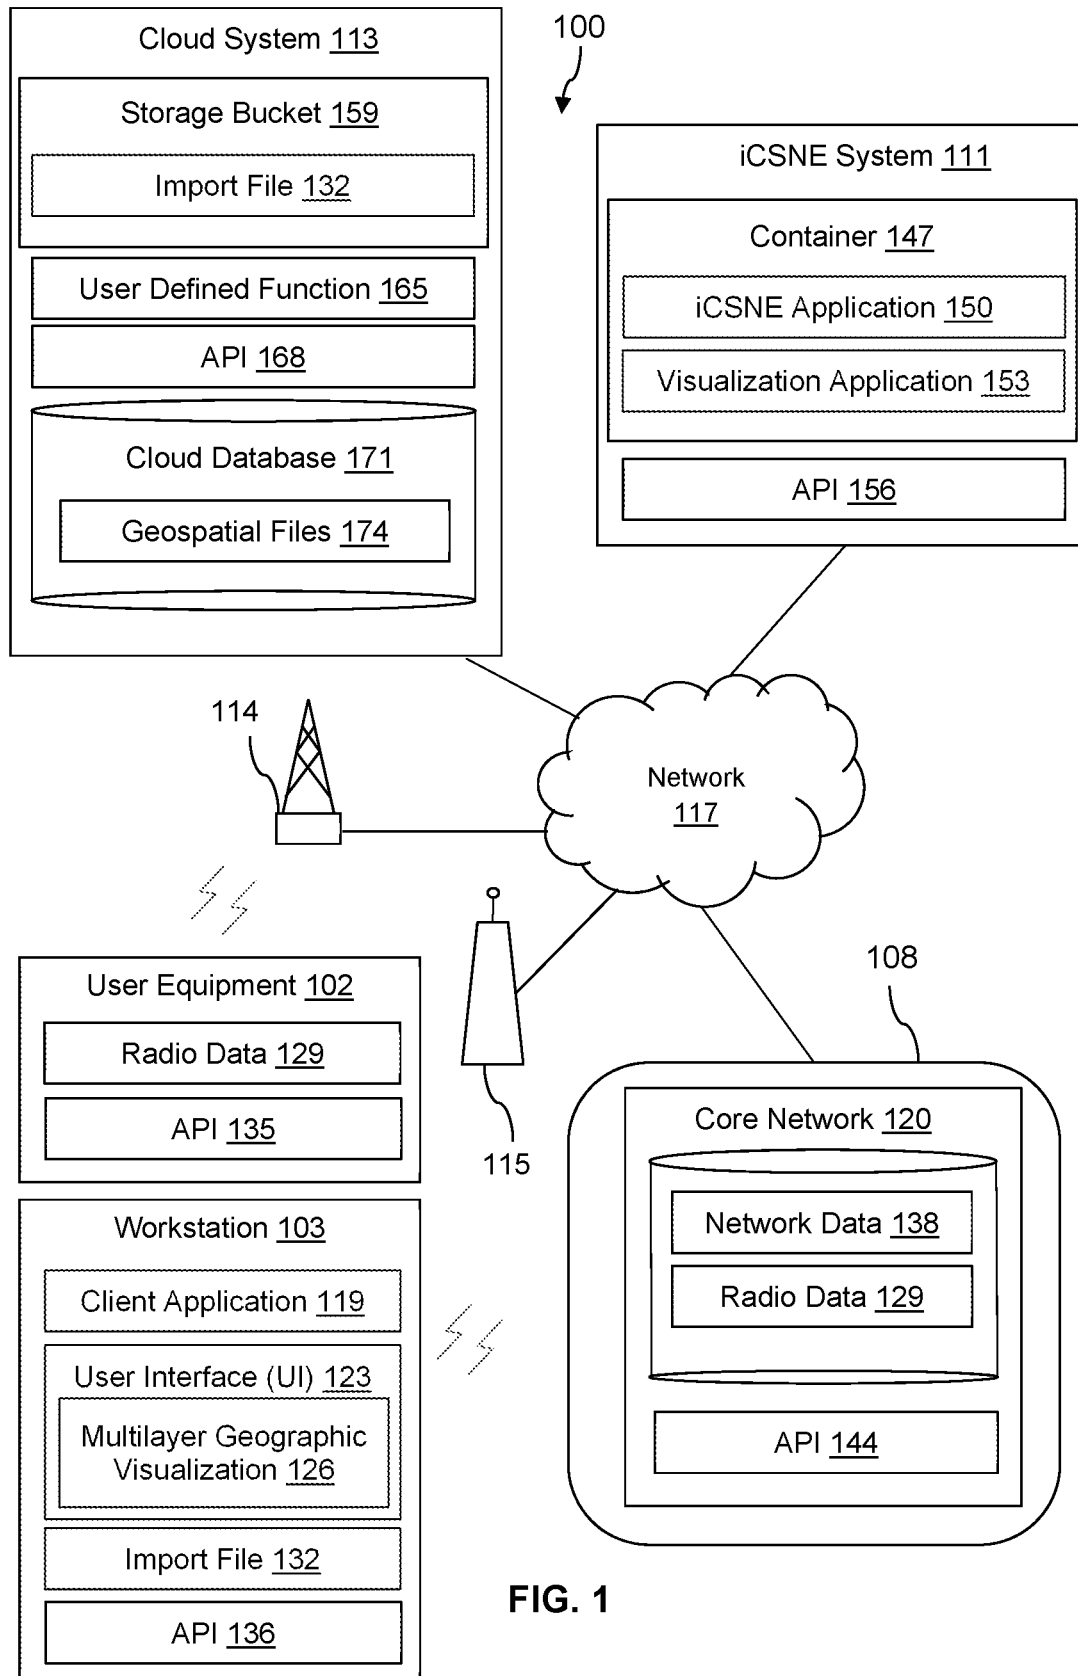 Cloud System 113
Storage Bucket 159
Import File 132
User Defined Function 165
API 168
Cloud Database 171
Geospatial Files 174
100
iCSNE System 111
Container 147
iCSNE Application 150
Visualization Application 153
API 156
114
Network
117
User Equipment 102
Radio Data 129
API 135
115
108
Core Network 120
Network Data 138
Radio Data 129
API 144
Workstation 103
Client Application 119
User Interface (UI) 123
Multilayer Geographic
Visualization 126
Import File 132
API 136
FIG. 1